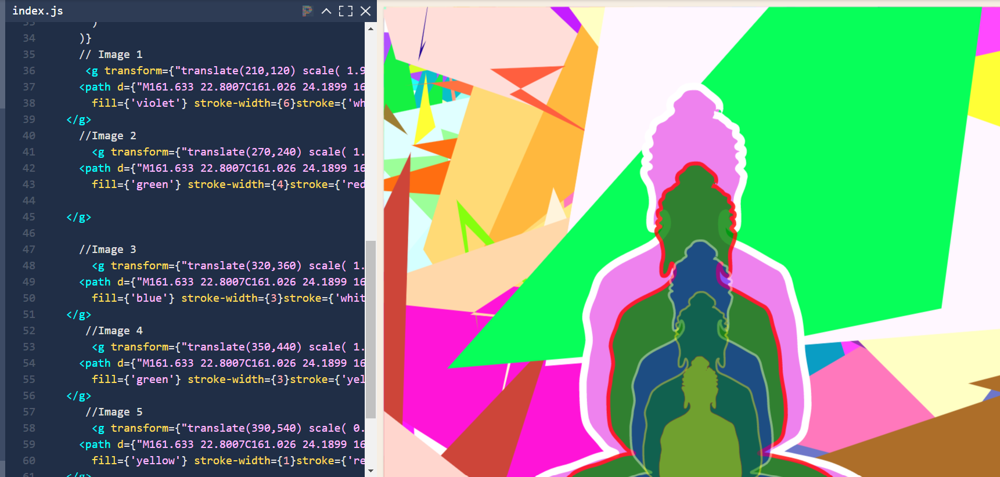 index.js
34 )}
35 // Image 1
36 <g transform={"translate(210,120) scale( 1.9
37 <path d={"M161.633 22.8007C161.026 24.1899 16
38 fill={'violet'} stroke-width={6}stroke={'wh
39 </g>
40 //Image 2
41 <g transform={"translate(270,240) scale( 1.
42 <path d={"M161.633 22.8007C161.026 24.1899 16
43 fill={'green'} stroke-width={4}stroke={'red
44
45 </g>
46
47 //Image 3
48 <g transform={"translate(320,360) scale( 1.
49 <path d={"M161.633 22.8007C161.026 24.1899 16
50 fill={'blue'} stroke-width={3}stroke={'whit
51 </g>
52 //Image 4
53 <g transform={"translate(350,440) scale( 1.
54 <path d={"M161.633 22.8007C161.026 24.1899 16
55 fill={'green'} stroke-width={3}stroke={'yel
56 </g>
57 //Image 5
58 <g transform={"translate(390,540) scale( 0.
59 <path d={"M161.633 22.8007C161.026 24.1899 16
60 fill={'yellow'} stroke-width={1}stroke={'re
61 </g>